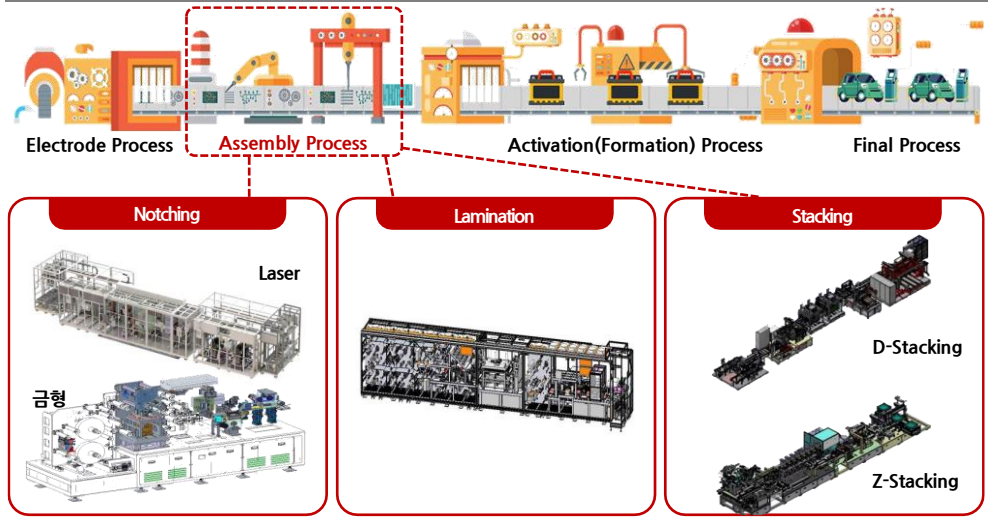 Electrode Process
Assembly Process
Activation(Formation) Process
Final Process
Notching
Laser
금형
Lamination
Stacking
D-Stacking
Z-Stacking